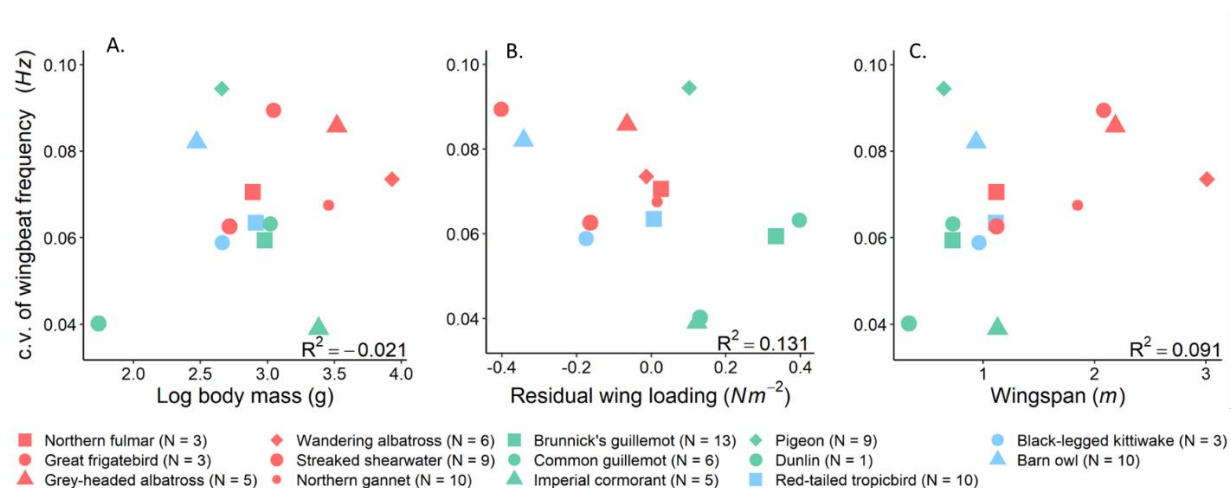 A.
B.
C.
c.v. of wingbeat frequency (Hz)
0.10
0.08
0.06
0.04
R² = −0.021
2.0 2.5 3.0 3.5 4.0
Log body mass (g)
0.10
0.08
0.06
0.04
R² = 0.131
-0.4 -0.2 0.0 0.2 0.4
Residual wing loading (Nm⁻²)
0.10
0.08
0.06
0.04
R² = 0.091
1 2 3
Wingspan (m)
Northern fulmar (N = 3)
Great frigatebird (N = 3)
Grey-headed albatross (N = 5)
Wandering albatross (N = 6)
Streaked shearwater (N = 9)
Northern gannet (N = 10)
Brunnick's guillemot (N = 13)
Common guillemot (N = 6)
Imperial cormorant (N = 5)
Pigeon (N = 9)
Dunlin (N = 1)
Red-tailed tropicbird (N = 10)
Black-legged kittiwake (N = 3)
Barn owl (N = 10)